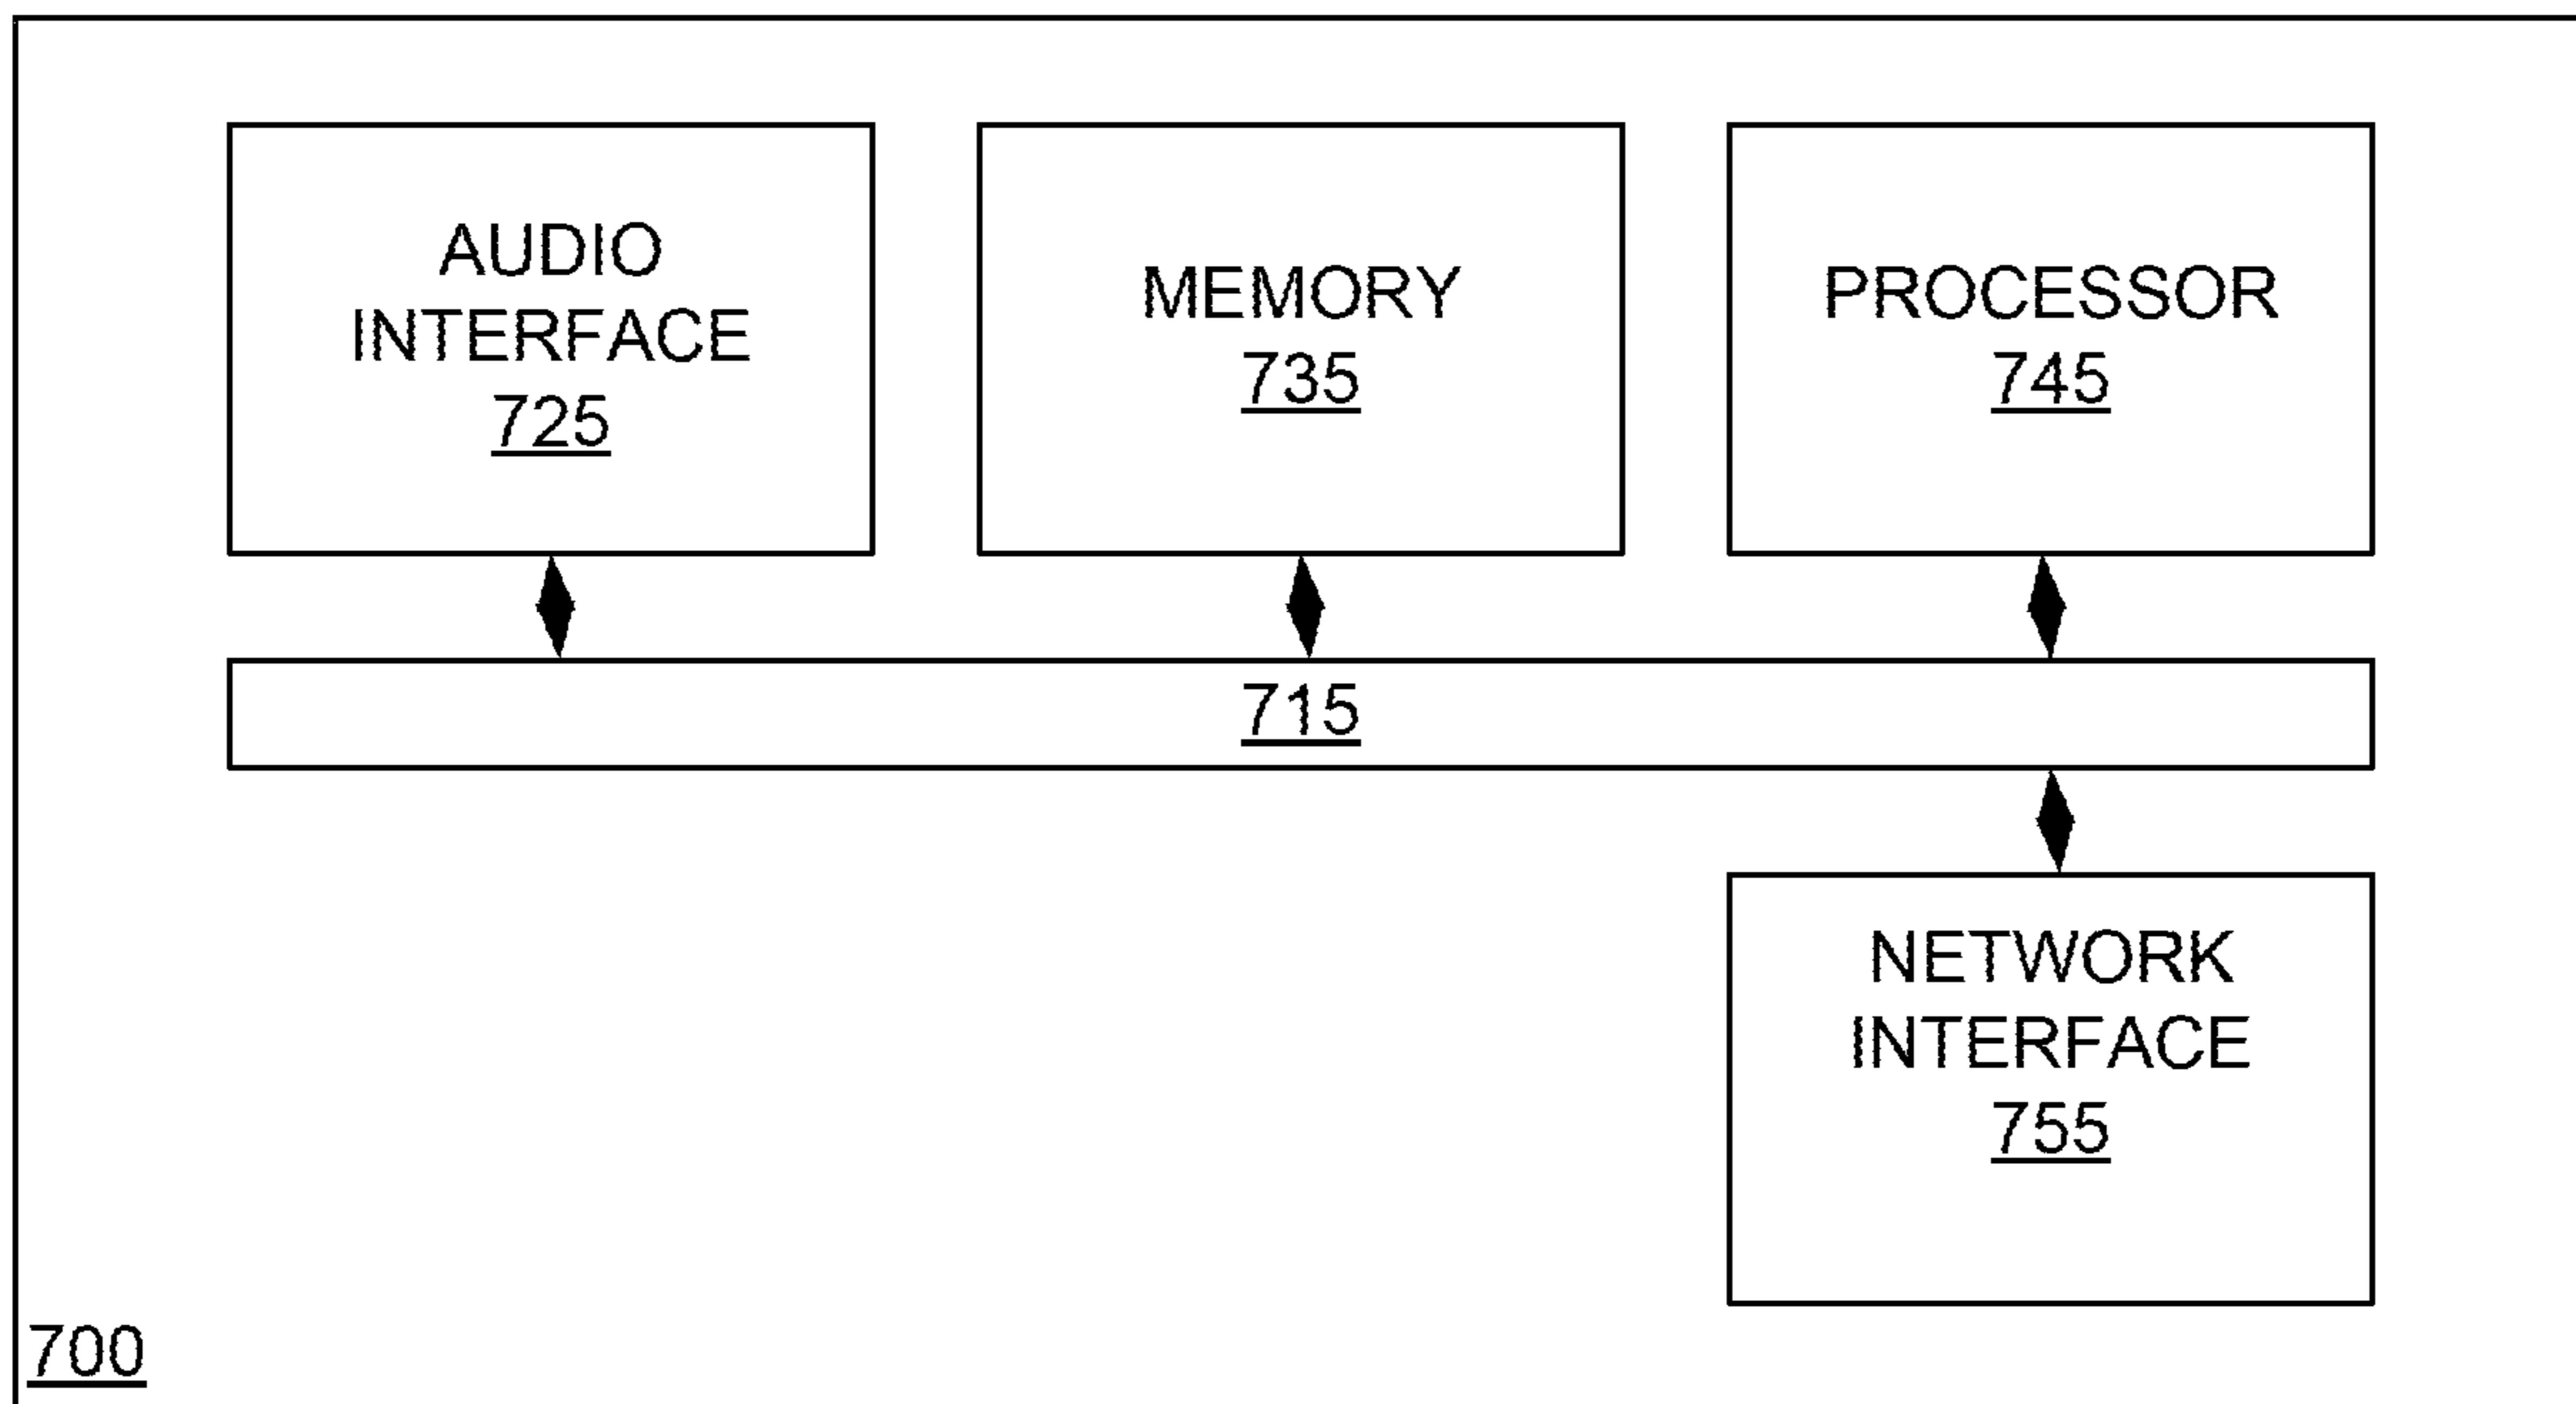 AUDIO
INTERFACE
725
MEMORY
735
PROCESSOR
745
715
NETWORK
INTERFACE
755
700